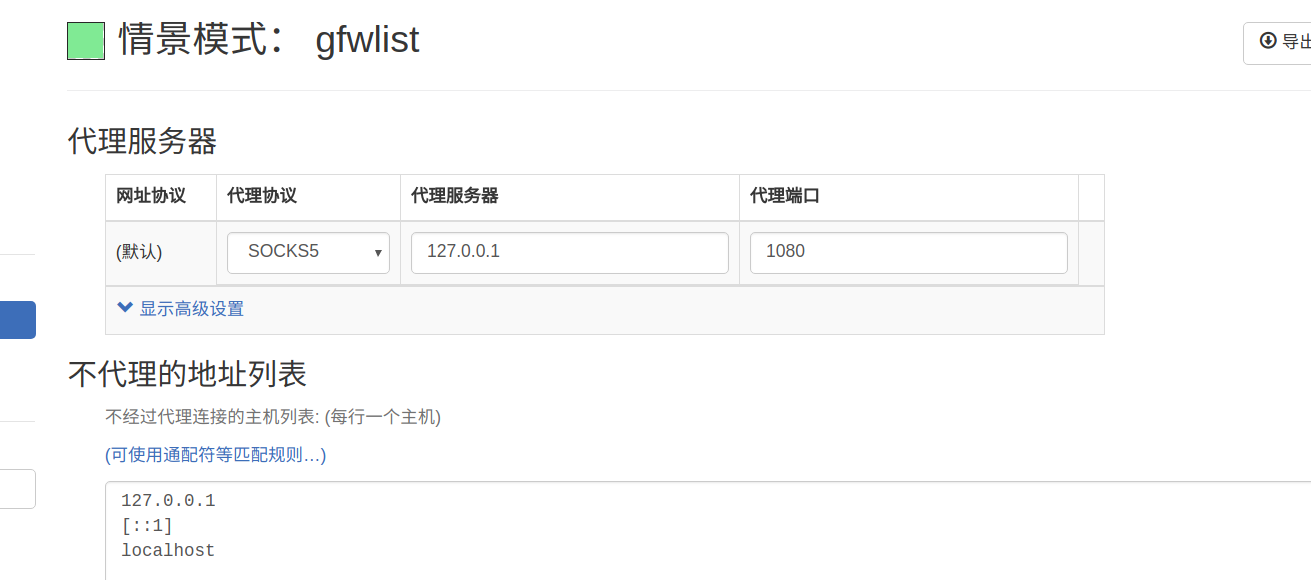 情景模式： gfwlist
导出
代理服务器
网址协议 代理协议 代理服务器 代理端口
(默认) SOCKS5 127.0.0.1 1080
显示高级设置
不代理的地址列表
不经过代理连接的主机列表: (每行一个主机)
(可使用通配符等匹配规则…)
127.0.0.1
[::1]
localhost